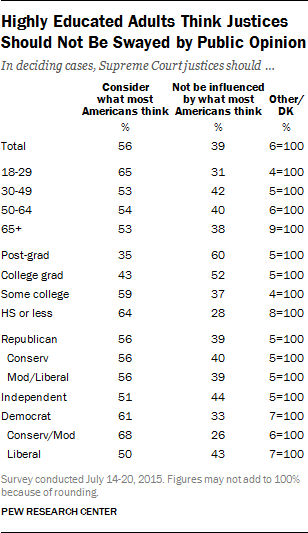 Highly Educated Adults Think Justices
Should Not Be Swayed by Public Opinion
In deciding cases, Supreme Court justices should ...
Consider what most Americans think Not be influenced by what most Americans think Other/DK
% % %
Total 56 39 6=100
18-29 65 31 4=100
30-49 53 42 5=100
50-64 54 40 6=100
65+ 53 38 9=100
Post-grad 35 60 5=100
College grad 43 52 5=100
Some college 59 37 4=100
HS or less 64 28 8=100
Republican 56 39 5=100
Conserv 56 40 5=100
Mod/Liberal 56 39 5=100
Independent 51 44 5=100
Democrat 61 33 7=100
Conserv/Mod 68 26 6=100
Liberal 50 43 7=100
Survey conducted July 14-20, 2015. Figures may not add to 100%
because of rounding.
PEW RESEARCH CENTER